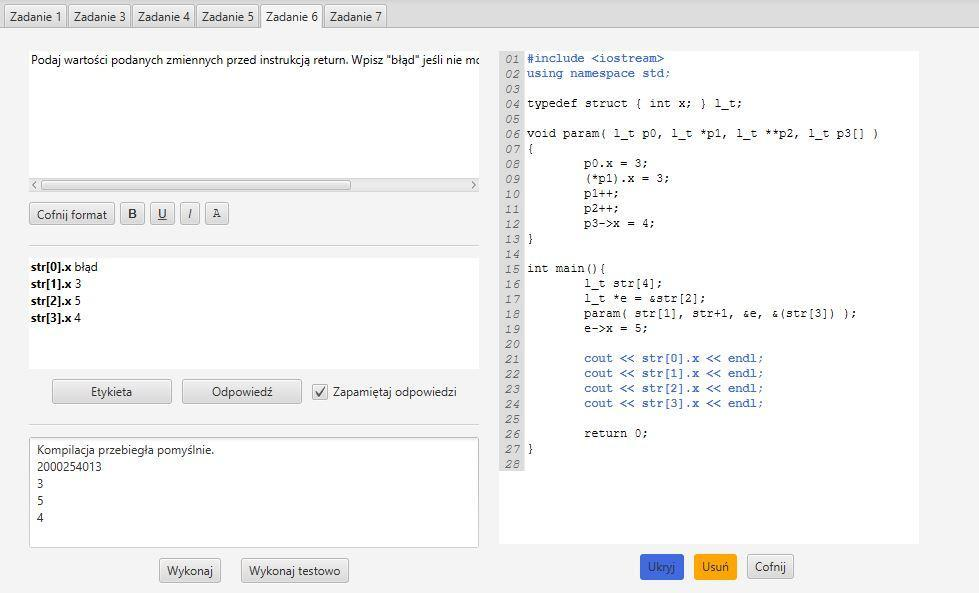 Zadanie 1 Zadanie 3 Zadanie 4 Zadanie 5 Zadanie 6 Zadanie 7
Podaj wartości podanych zmiennych przed instrukcją return. Wpisz "błąd" jeśli nie
Cofnij format B U I A
str[0].x błąd
str[1].x 3
str[2].x 5
str[3].x 4
Etykieta Odpowiedź Zapamiętaj odpowiedzi
Kompilacja przebiegła pomyślnie.
2000254013
3
5
4
Wykonaj Wykonaj testowo
01 #include <iostream>
02 using namespace std;
03
04 typedef struct { int x; } l_t;
05
06 void param( l_t p0, l_t *p1, l_t **p2, l_t p3[] )
07 {
08 p0.x = 3;
09 (*p1).x = 3;
10 p1++;
11 p2++;
12 p3->x = 4;
13 }
14
15 int main(){
16 l_t str[4];
17 l_t *e = &str[2];
18 param( str[1], str+1, &e, &(str[3]) );
19 e->x = 5;
20
21 cout << str[0].x << endl;
22 cout << str[1].x << endl;
23 cout << str[2].x << endl;
24 cout << str[3].x << endl;
25
26 return 0;
27 }
28
Ukryj Usuń Cofnij